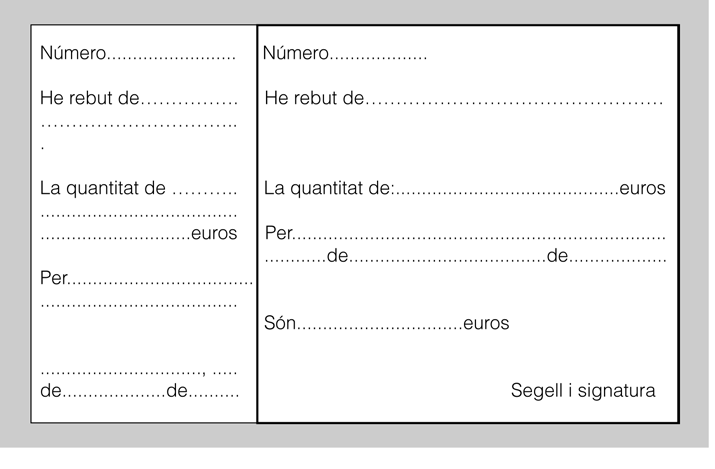 Número.........................
He rebut de................
..............................
.
La quantitat de ...........
......................................
.............................euros
Per....................................
......................................
..............................., .....
de....................de..........
Número...................
He rebut de................................................
La quantitat de:...........................................euros
Per........................................................................
............de......................................de...................
Són................................euros
Segell i signatura